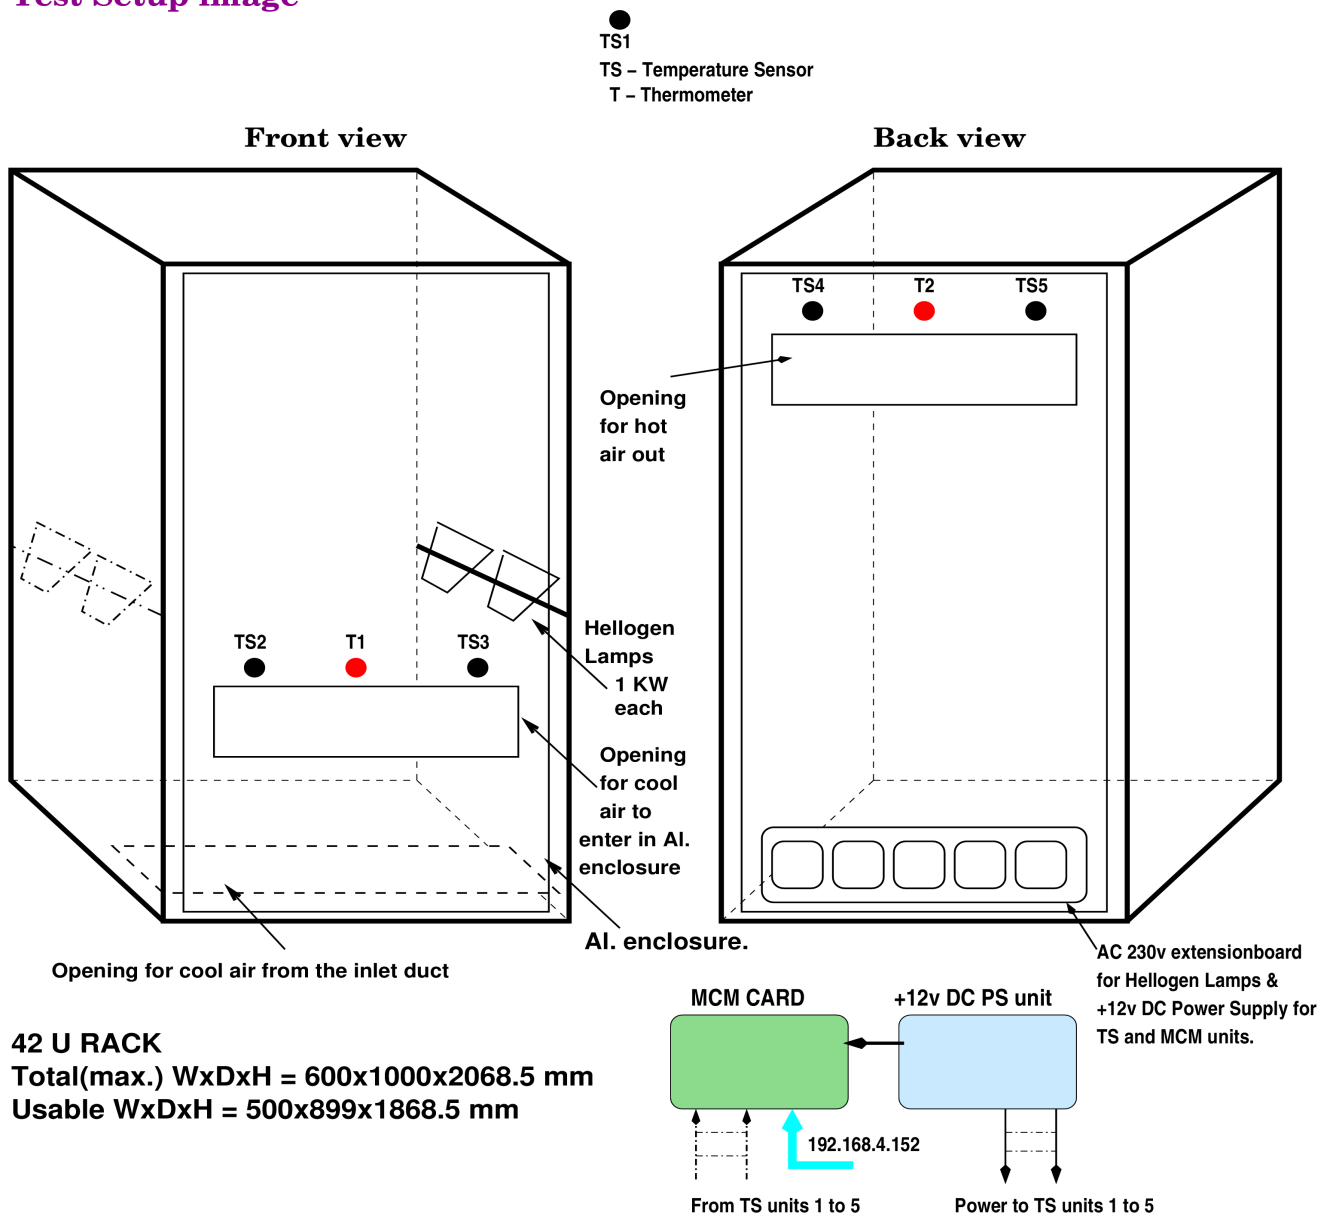 Test Setup image
TS1
TS – Temperature Sensor
T – Thermometer
Front view
Back view
TS4
T2
TS5
Opening
for hot
air out
TS2
T1
TS3
Hellogen
Lamps
1 KW
each
Opening
for cool
air to
enter in Al.
enclosure
Al. enclosure.
Opening for cool air from the inlet duct
AC 230v extensionboard
for Hellogen Lamps &
+12v DC Power Supply for
TS and MCM units.
42 U RACK
Total(max.) WxDxH = 600x1000x2068.5 mm
Usable WxDxH = 500x899x1868.5 mm
MCM CARD
+12v DC PS unit
192.168.4.152
From TS units 1 to 5
Power to TS units 1 to 5